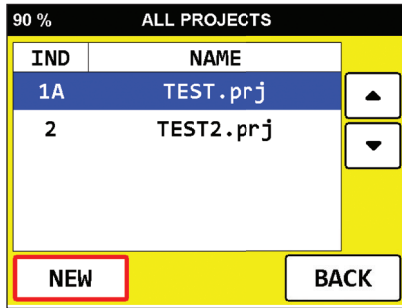 90 % ALL PROJECTS
IND NAME
1A TEST.prj
2 TEST2.prj
NEW BACK